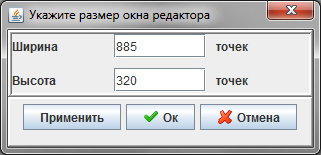 Укажите размер окна редактора
Ширина 885 точек
Высота 320 точек
Применить Ок Отмена